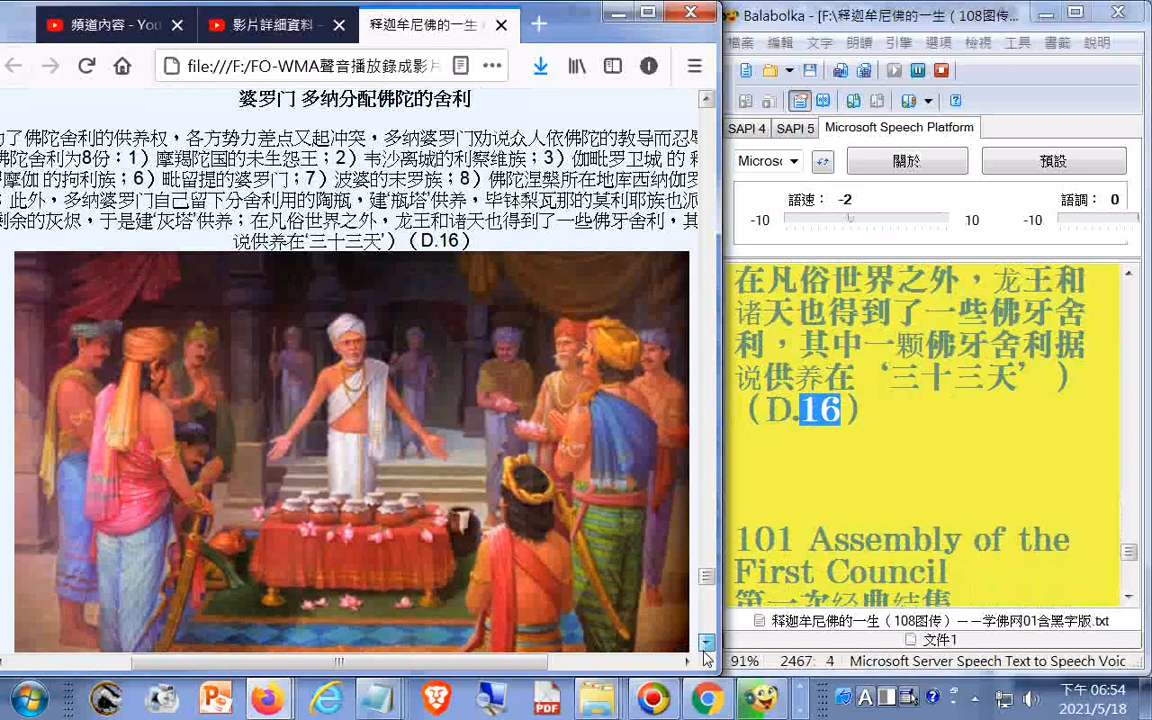 頻道内容 - You
影片詳細資料 -
释迦牟尼佛的一生
file:///F:/FO-WMA聲音播放錄成影片
婆罗门 多纳分配佛陀的舍利
了佛陀舍利的供养权，各方势力差点又起冲突，多纳婆罗门劝说众人依佛陀的教导而忍
佛陀舍利为8份：1）摩羯陀国的未生怨王；2）韦沙离城的利察维族；3）伽毗罗卫城 的
摩伽 的拘利族；6）毗留提的婆罗门；7）波婆的末罗族；8）佛陀涅槃所在地库西纳伽罗
；此外，多纳婆罗门自己留下分舍利用的陶瓶，建'瓶塔'供养，毕钵梨瓦那的莫利耶族也派
剩余的灰烬，于是建'灰塔'供养；在凡俗世界之外，龙王和诸天也得到了一些佛牙舍利，其
说供养在'三十三天'）（D.16）
Balabolka - [F:\释迦牟尼佛的一生（108图传）...
檔案 編輯 文字 朗讀 引擎 選項 檢視 工具 書籤 說明
SAPI 4 SAPI 5 Microsoft Speech Platform
Micros 關於 預設
語速： -2 語調： 0
-10 10 -10
在凡俗世界之外，龙王和
诸天也得到了一些佛牙舍
利，其中一颗佛牙舍利据
说供养在‘三十三天’）
（D.16）
101 Assembly of the
First Council
第一次经典结集
释迦牟尼佛的一生（108图传）——学佛网01含黑字版.txt
文件1
91% 2467: 4 Microsoft Server Speech Text to Speech Voic
PDF
A
下午 06:54
2021/5/18